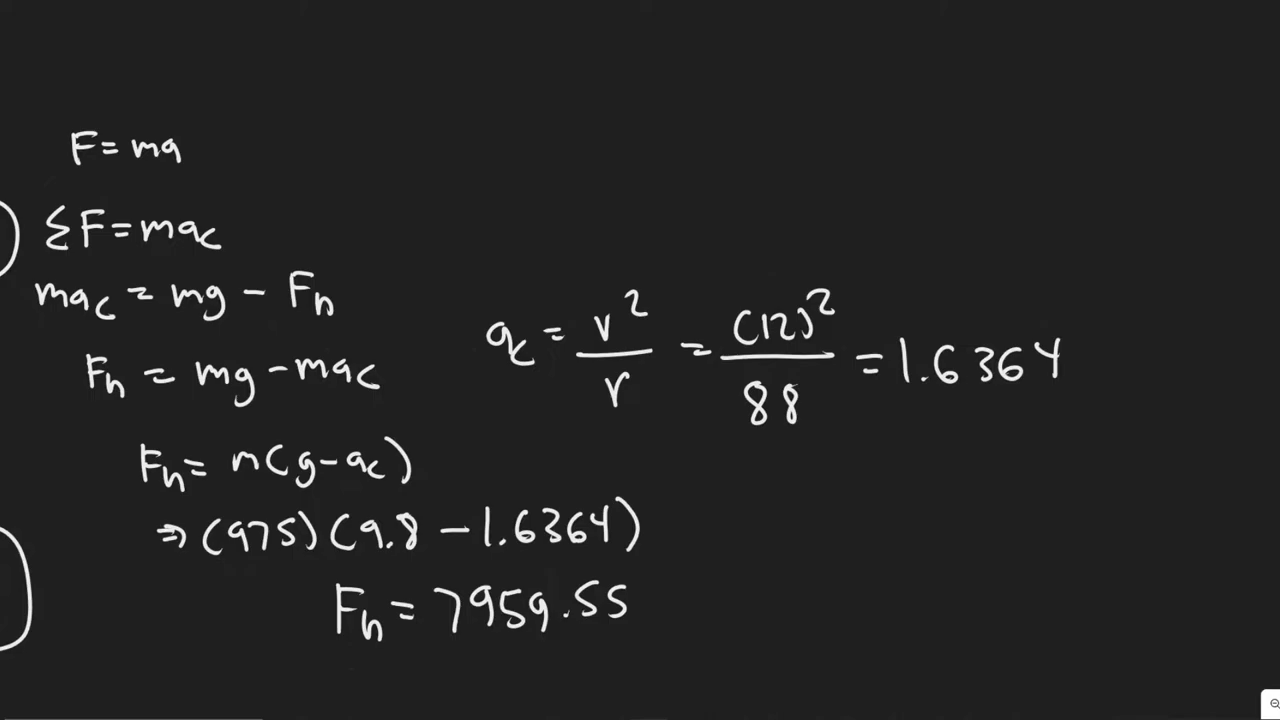 F = ma
ΣF = mac
mac = mg - Fn
Fn = mg - mac
Fn = m(g - ac)
⇒ (975)(9.8 - 1.6364)
Fn = 7959.55
ac = v²/r = (12)²/88 = 1.6364